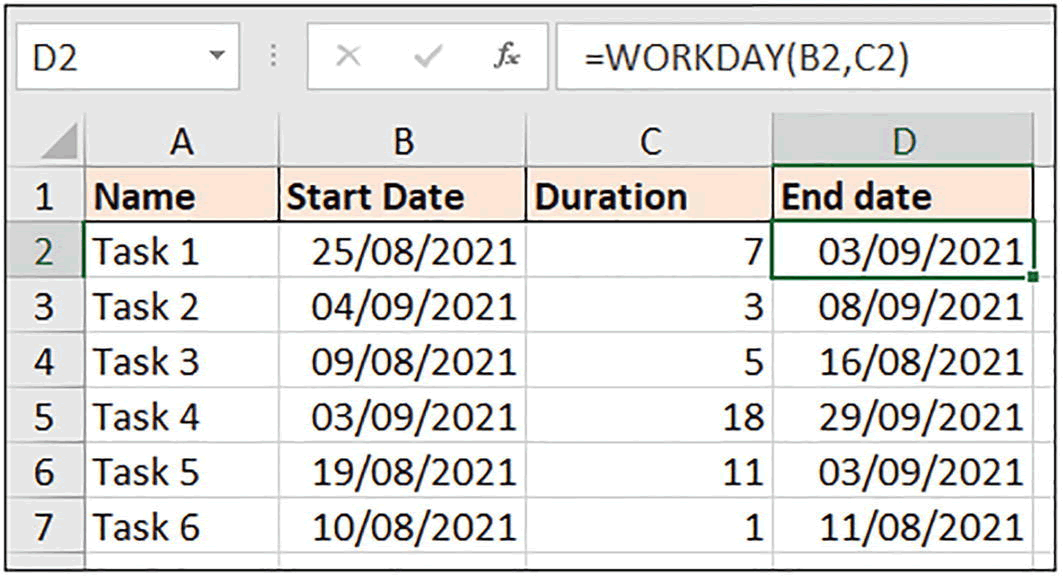 D2 fx =WORKDAY(B2,C2)
A B C D
1 Name Start Date Duration End date
2 Task 1 25/08/2021 7 03/09/2021
3 Task 2 04/09/2021 3 08/09/2021
4 Task 3 09/08/2021 5 16/08/2021
5 Task 4 03/09/2021 18 29/09/2021
6 Task 5 19/08/2021 11 03/09/2021
7 Task 6 10/08/2021 1 11/08/2021